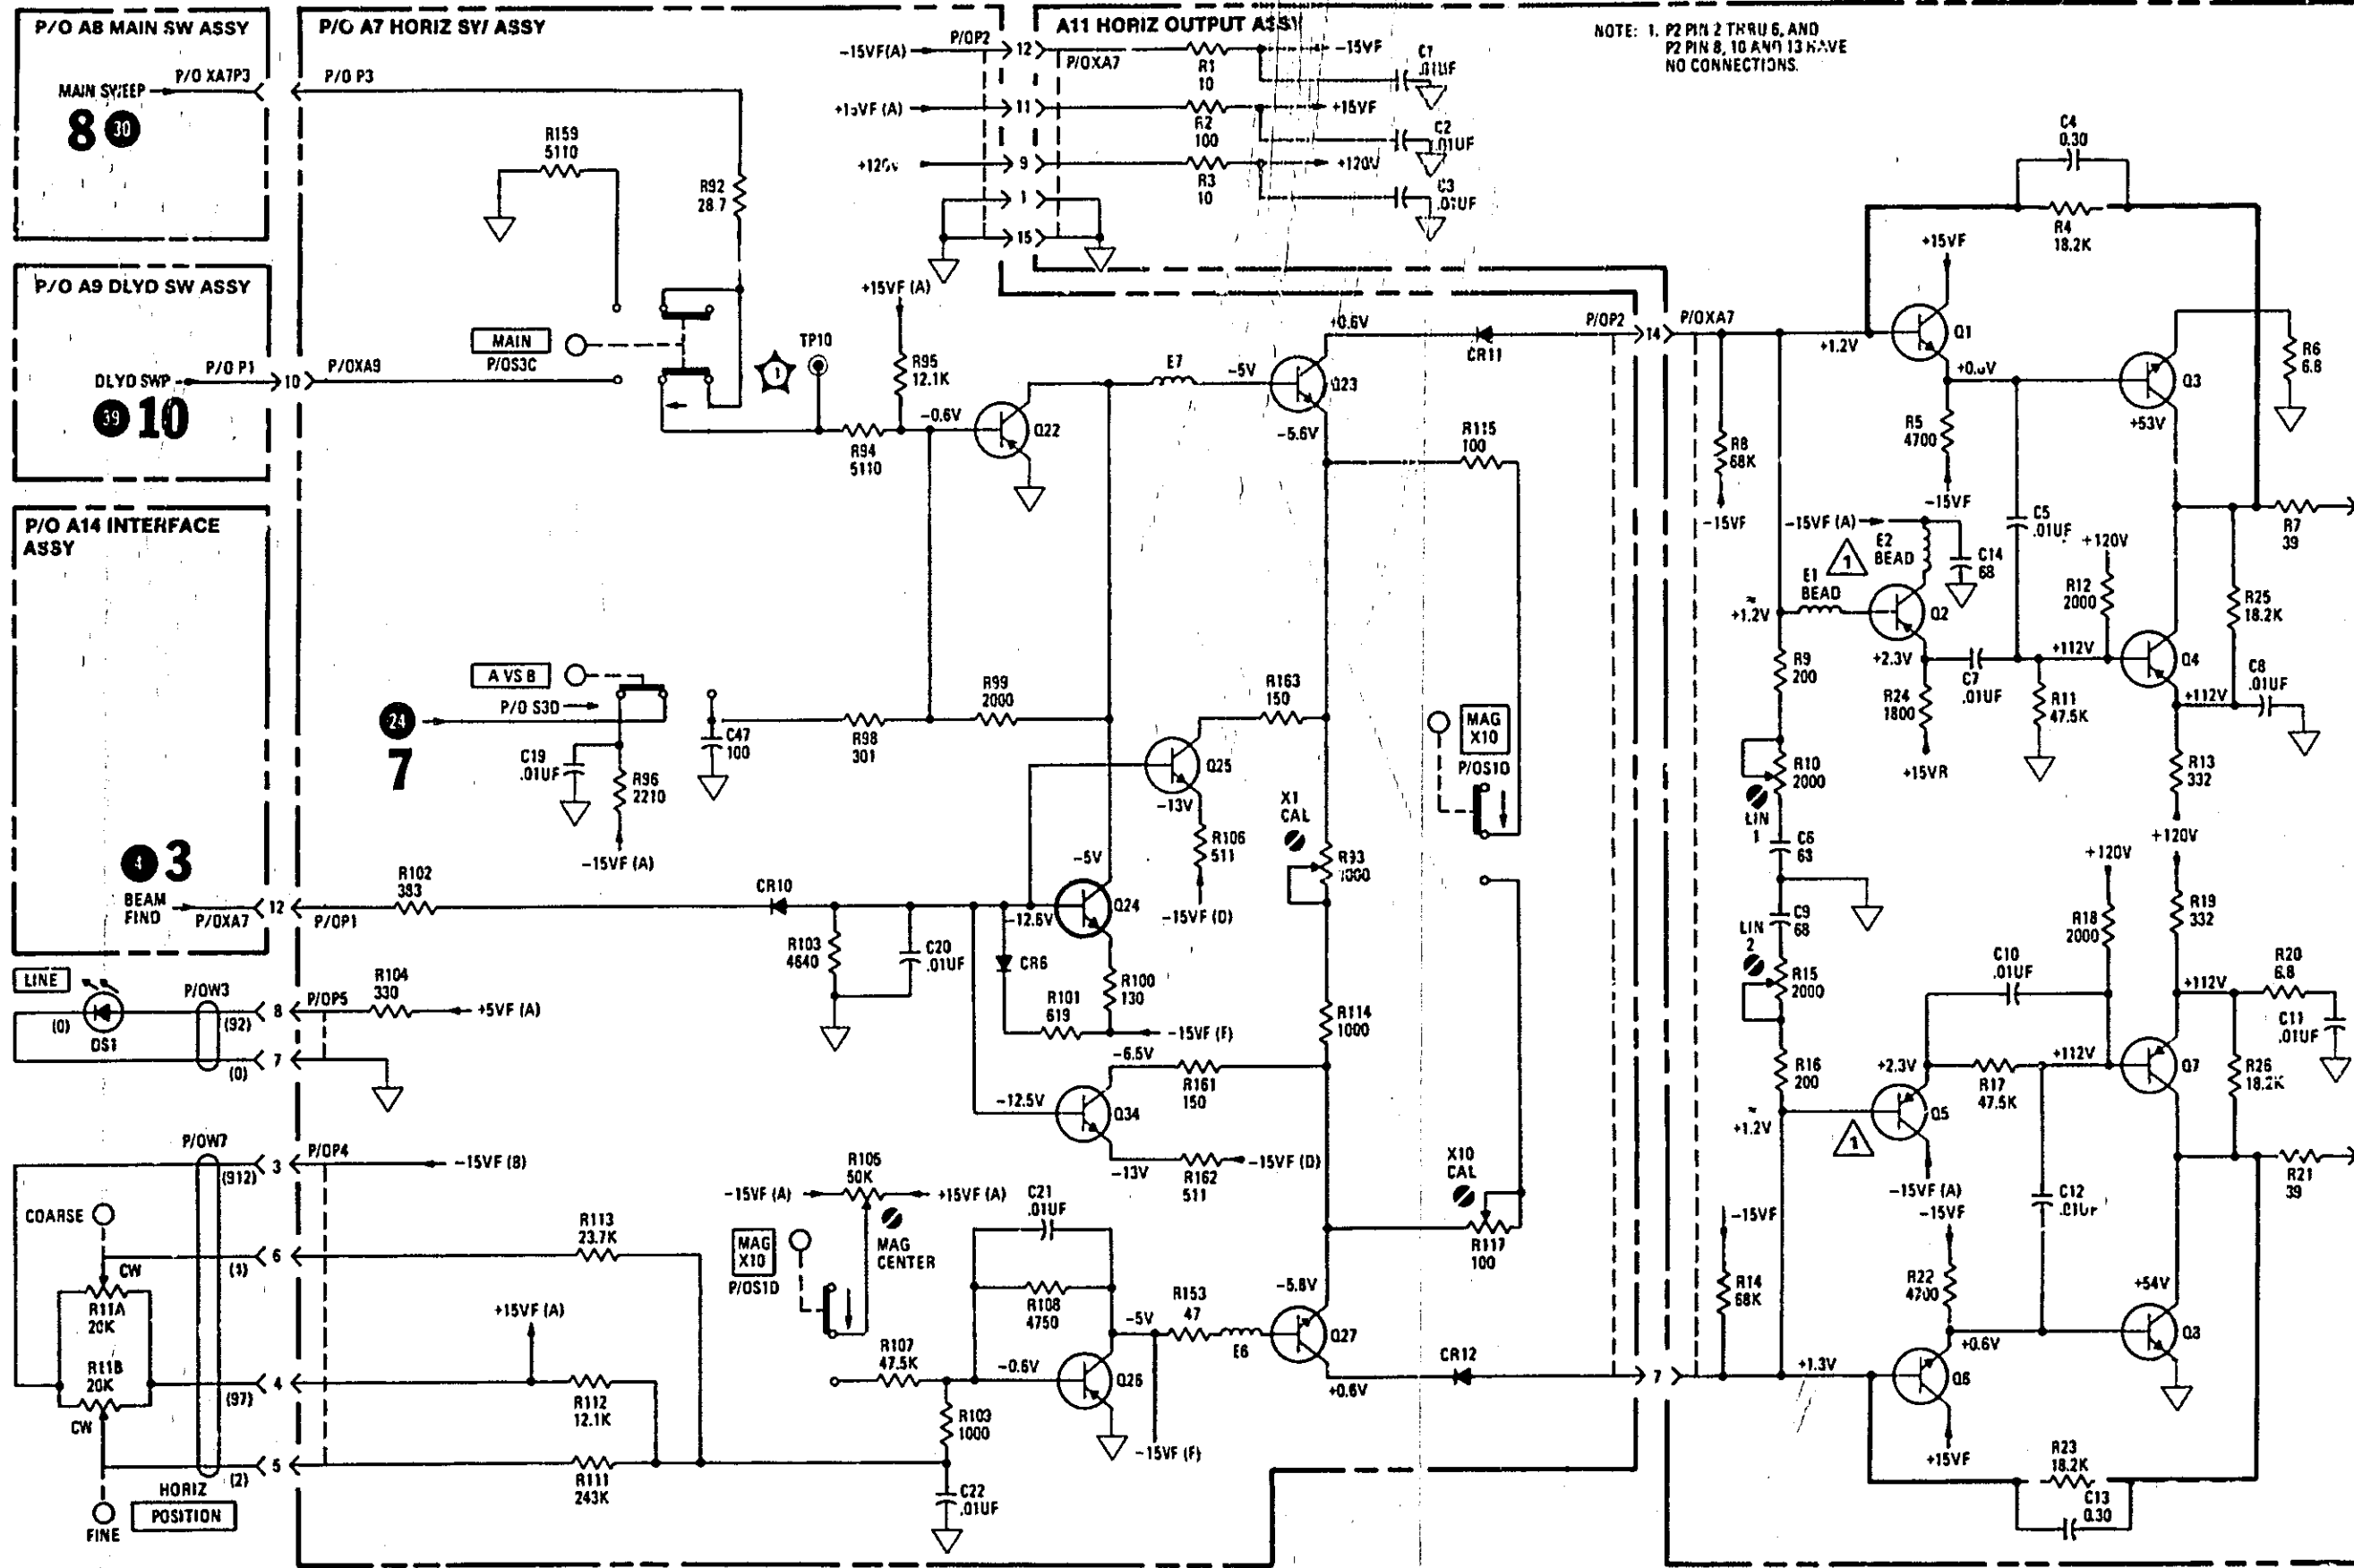 P/O A8 MAIN SW ASSY
P/O XA7P3
MAIN SWEEP
8 30
P/O A9 DLYD SW ASSY
P/O P1
DLYD SWP
10
39 10
P/O A14 INTERFACE
ASSY
4 3
BEAM
FIND
P/OXA7
12
P/OP1
LINE
(0)
DS1
P/OW3
(92)
8
P/OP5
(0)
7
R104
330
+5VF (A)
P/OW7
(912)
3
P/OP4
-15VF (B)
COARSE
CW
R11A
20K
R11B
20K
CW
6
(97)
4
(2)
5
FINE
HORIZ
POSITION
P/O A7 HORIZ SW ASSY
P/O P3
R159
5110
R92
28.7
MAIN
P/OS3C
P/OXA9
1
TP10
+15VF (A)
R95
12.1K
R94
5110
-0.6V
Q22
E7
-5V
Q23
+0.6V
-5.6V
CR11
R115
100
A VS B
P/O S3D
24
7
C19
.01UF
R96
2210
-15VF (A)
C47
100
R98
301
R99
2000
R163
150
Q25
-13V
R106
511
-15VF (D)
MAG
X10
P/OS1D
X1
CAL
R93
1000
R102
383
CR10
-5V
-12.6V
Q24
R103
4640
C20
.01UF
CR6
R100
130
R101
619
-15VF (F)
R114
1000
-6.5V
R161
150
-12.5V
Q34
-13V
R162
511
-15VF (D)
R105
50K
-15VF (A)
+15VF (A)
MAG
CENTER
MAG
X10
P/OS1D
X10
CAL
R117
100
R113
23.7K
+15VF (A)
R112
12.1K
R111
243K
R107
47.5K
C21
.01UF
R108
4750
-0.6V
Q26
-5V
R153
47
E6
-5.8V
Q27
+0.6V
CR12
-15VF (F)
R109
1000
C22
.01UF
A11 HORIZ OUTPUT ASSY
-15VF(A)
P/OP2
12
P/OXA7
R1
10
-15VF
C1
.01UF
+15VF (A)
11
R2
100
+15VF
C2
.01UF
+120V
9
R3
10
+120V
C3
.01UF
1
15
NOTE: 1. P2 PIN 2 THRU 6, AND
P2 PIN 8, 10 AND 13 HAVE
NO CONNECTIONS.
P/OP2
14
P/OXA7
7
C4
0.30
R4
18.2K
+15VF
Q1
+1.2V
+0.6V
R5
4700
-15VF
Q3
+53V
R6
6.8
R8
68K
-15VF
-15VF (A)
1
E2
BEAD
C14
68
E1
BEAD
≈
+1.2V
Q2
+2.3V
C5
.01UF
+120V
R12
2000
R7
39
R25
18.2K
R9
200
R24
1800
+15VR
C7
.01UF
+112V
R11
47.5K
Q4
+112V
C8
.01UF
R13
332
+120V
R10
2000
LIN
1
C6
68
C9
68
LIN
2
R15
2000
+120V
R18
2000
R19
332
C10
.01UF
+112V
R20
6.8
C11
.01UF
R16
200
≈
+1.2V
+2.3V
Q5
1
R17
47.5K
+112V
Q7
R26
18.2K
-15VF (A)
-15VF
C12
.01UF
R21
39
-15VF
R14
68K
R22
4700
+54V
Q8
+0.6V
+1.3V
Q6
+15VF
R23
18.2K
C13
0.30